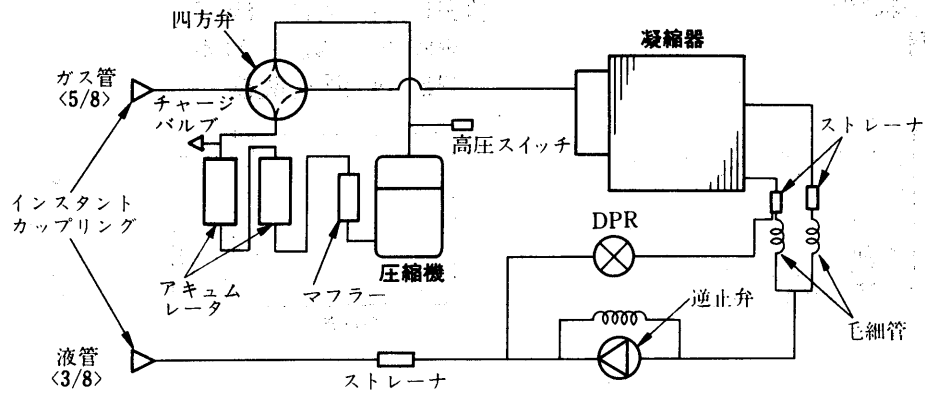 四方弁
凝縮器
ガス管
<5/8>
チャージ
バルブ
高圧スイッチ
ストレーナ
インスタント
カップリング
DPR
圧縮機
アキュム
レータ
マフラー
逆止弁
毛細管
液管
<3/8>
ストレーナ